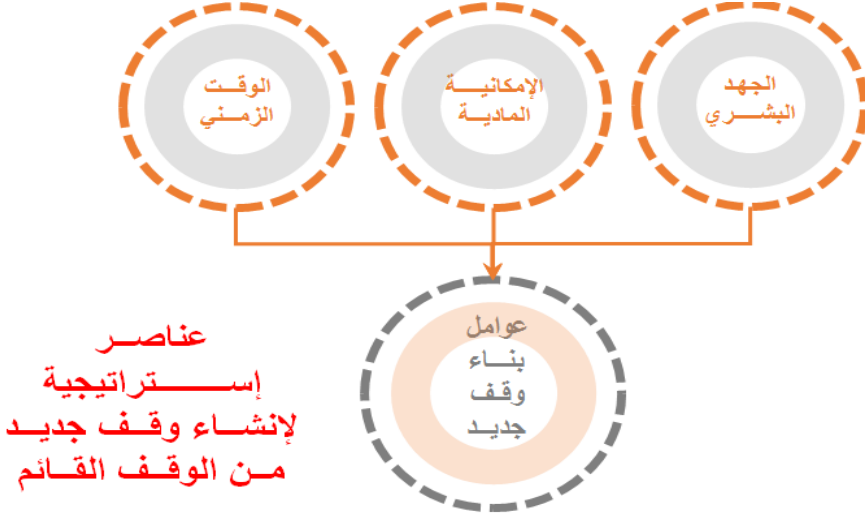 الجهد
البشري
الإمكانية
المادية
الوقت
الزمني
عوامل
بناء
وقف
جديد
عناصر
إستراتيجية
لإنشاء وقف جديد
من الوقف القائم